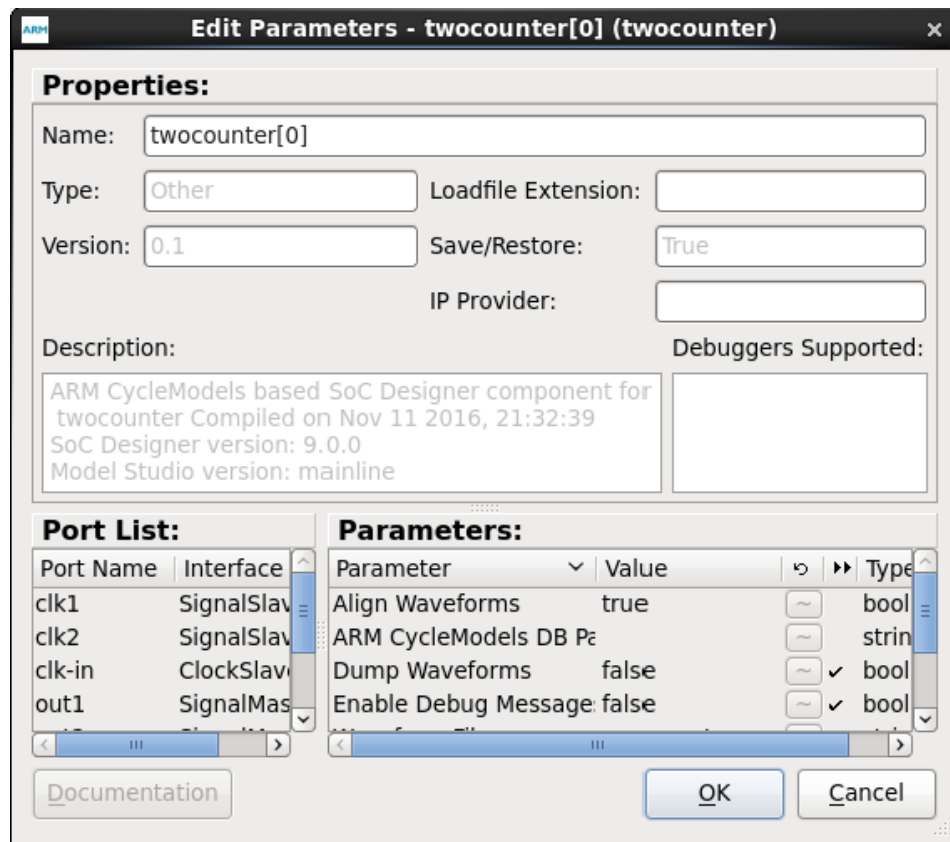 ARM Edit Parameters - twocounter[0] (twocounter)
Properties:
Name: twocounter[0]
Type: Other Loadfile Extension:
Version: 0.1 Save/Restore: True
IP Provider:
Description: Debuggers Supported:
ARM CycleModels based SoC Designer component for
twocounter Compiled on Nov 11 2016, 21:32:39
SoC Designer version: 9.0.0
Model Studio version: mainline
Port List: Parameters:
Port Name Interface Parameter Value Type
clk1 SignalSlav Align Waveforms true bool
clk2 SignalSlav ARM CycleModels DB Pa strin
clk-in ClockSlav Dump Waveforms false bool
out1 SignalMas Enable Debug Message false bool
Documentation OK Cancel